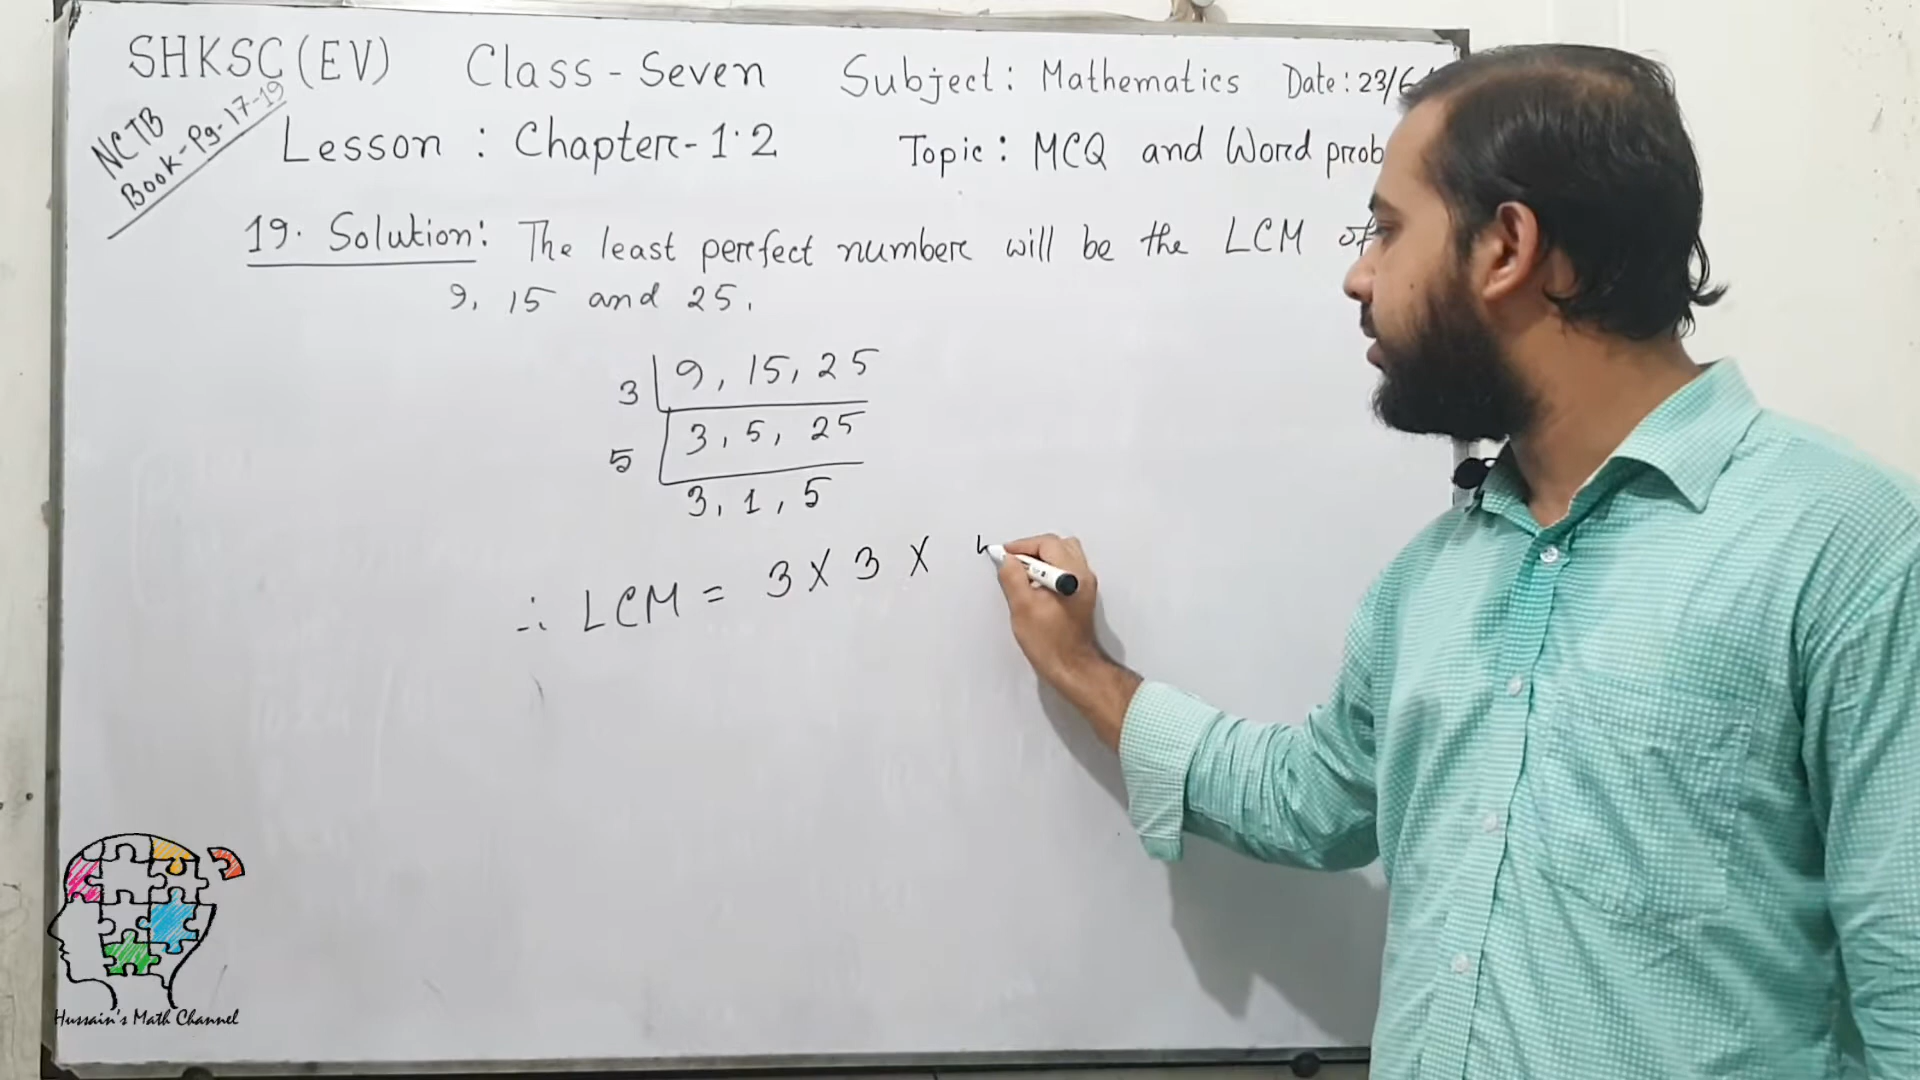 SHKSC(EV) Class - Seven Subject: Mathematics Date: 23/6
NCTB
Book-Pg-17-19
Lesson : Chapter-1.2 Topic: MCQ and Word prob
19. Solution: The least perfect number will be the LCM of
9, 15 and 25.
3 | 9, 15, 25
5 | 3, 5, 25
3, 1, 5
∴ LCM = 3 × 3 ×
Hussain's Math Channel